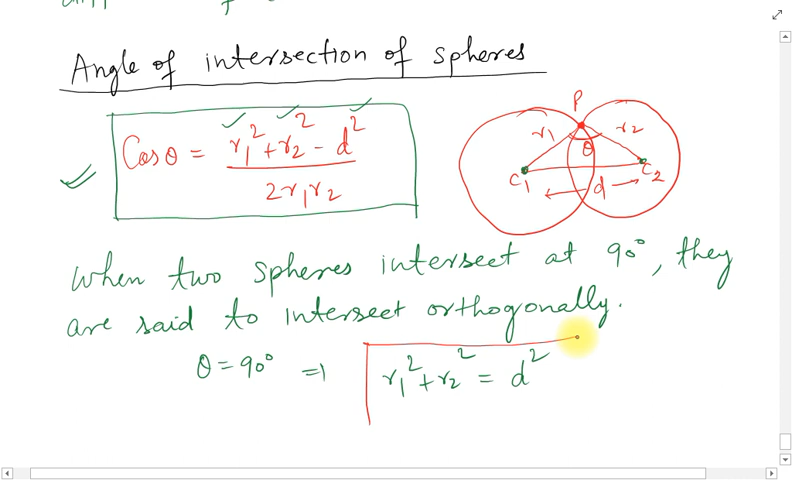 Angle of intersection of spheres
Cosθ = r₁² + r₂² - d² / 2r₁r₂
P
r₁ r₂
θ
C₁ d C₂
When two spheres intersect at 90°, they
are said to intersect orthogonally.
θ = 90° ⇒ r₁² + r₂² = d²